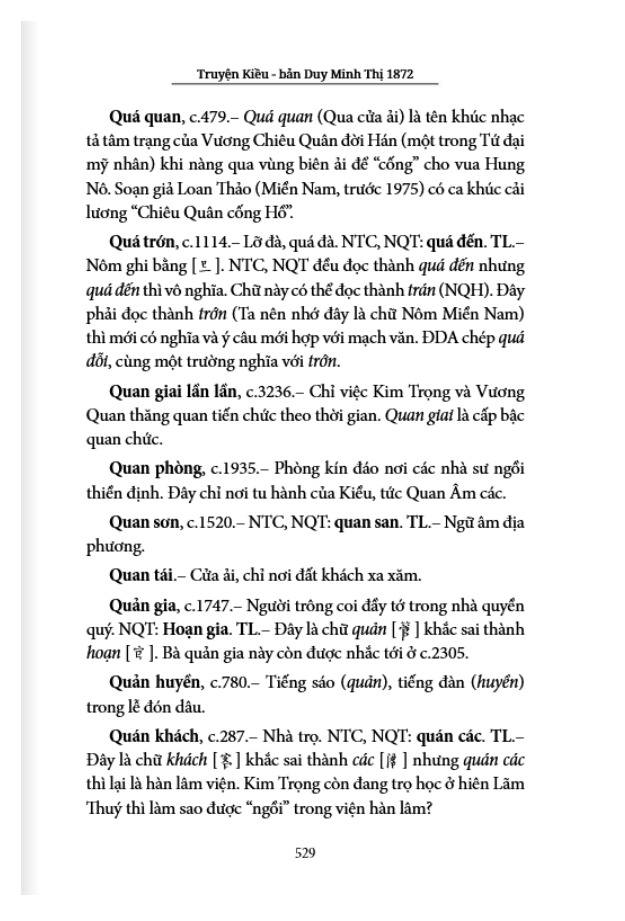 Truyện Kiều - bản Duy Minh Thị 1872
Quá quan, c.479.– Quá quan (Qua cửa ải) là tên khúc nhạc
tả tâm trạng của Vương Chiêu Quân đời Hán (một trong Tứ đại
mỹ nhân) khi nàng qua vùng biên ải để “cống” cho vua Hung
Nô. Soạn giả Loan Thảo (Miền Nam, trước 1975) có ca khúc cải
lương “Chiêu Quân cống Hồ”.
Quá trớn, c.1114.– Lỡ đà, quá đà. NTC, NQT: quá đến. TL.–
Nôm ghi bằng [ ]. NTC, NQT đều đọc thành quá đến nhưng
quá đến thì vô nghĩa. Chữ này có thể đọc thành trán (NQH). Đây
phải đọc thành trớn (Ta nên nhớ đây là chữ Nôm Miền Nam)
thì mới có nghĩa và ý câu mới hợp với mạch văn. ĐDA chép quá
đỗi, cùng một trường nghĩa với trớn.
Quan giai lần lần, c.3236.– Chỉ việc Kim Trọng và Vương
Quan thăng quan tiến chức theo thời gian. Quan giai là cấp bậc
quan chức.
Quan phòng, c.1935.– Phòng kín đáo nơi các nhà sư ngồi
thiền định. Đây chỉ nơi tu hành của Kiều, tức Quan Âm các.
Quan sơn, c.1520.– NTC, NQT: quan san. TL.– Ngữ âm địa
phương.
Quan tái.– Cửa ải, chỉ nơi đất khách xa xăm.
Quản gia, c.1747.– Người trông coi đầy tớ trong nhà quyền
quý. NQT: Hoạn gia. TL.– Đây là chữ quản [ ] khắc sai thành
hoạn [ ]. Bà quản gia này còn được nhắc tới ở c.2305.
Quản huyền, c.780.– Tiếng sáo (quản), tiếng đàn (huyền)
trong lễ đón dâu.
Quán khách, c.287.– Nhà trọ. NTC, NQT: quán các. TL.–
Đây là chữ khách [ ] khắc sai thành các [ ] nhưng quán các
thì lại là hàn lâm viện. Kim Trọng còn đang trọ học ở hiên Lãm
Thuý thì làm sao được “ngồi” trong viện hàn lâm?
529